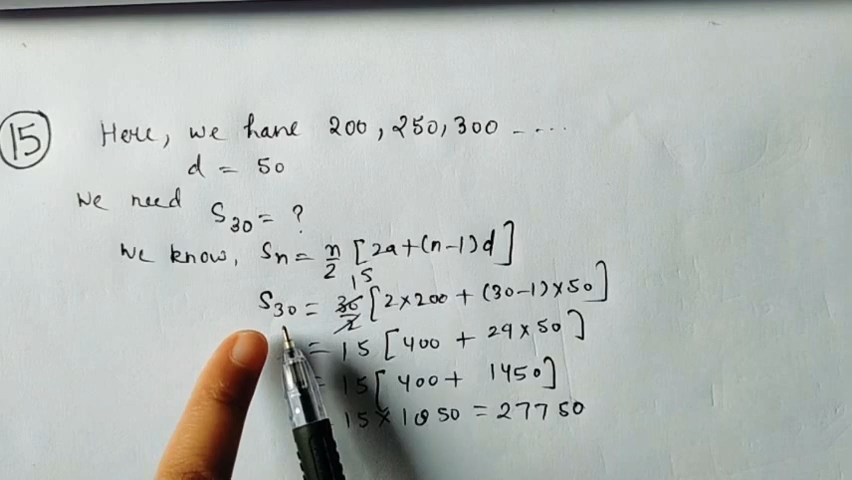 15
Here, we have 200, 250, 300 -....
d = 50
We need S30 = ?
We know, Sn = n/2 [2a+(n-1)d]
S30 = 30/2 15 [2×200 + (30-1)×50]
= 15 [400 + 29×50]
= 15 [400 + 1450]
15 × 1850 = 27750